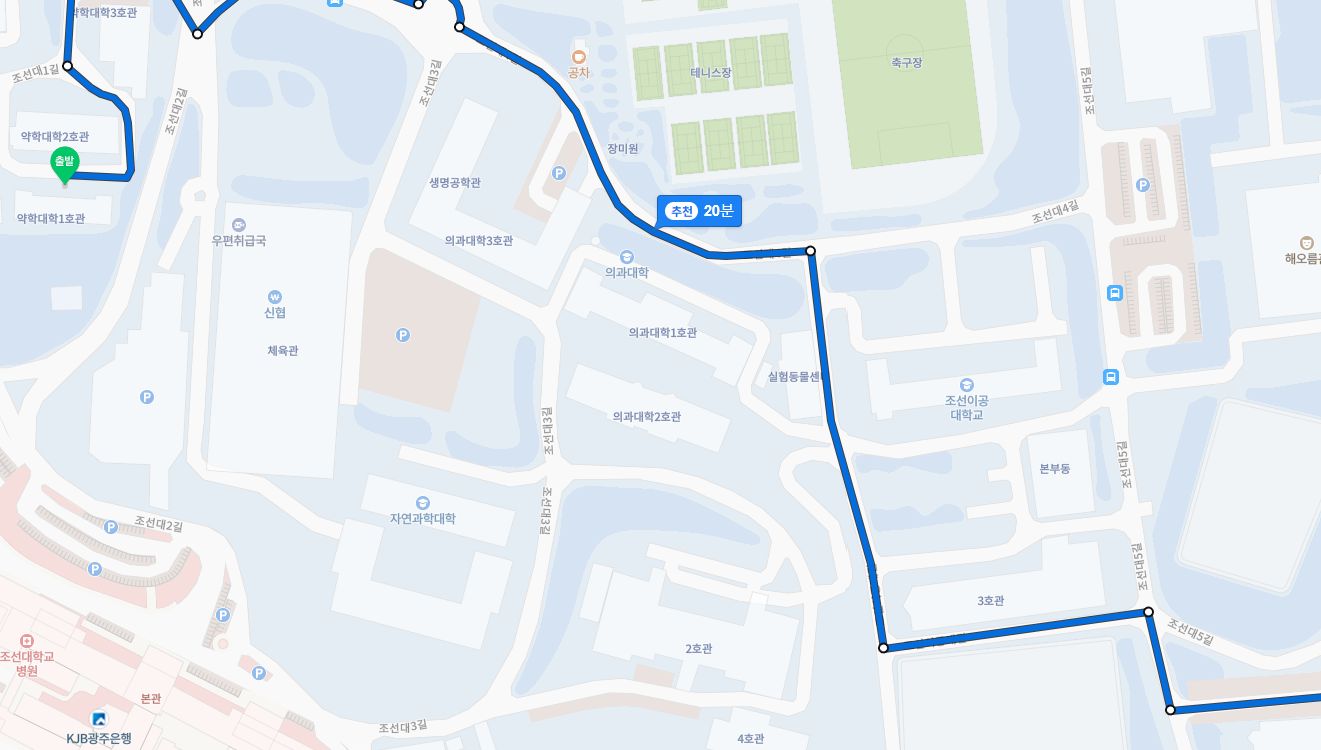 약학대학3호관
조선대1길
약학대학2호관
출발
약학대학1호관
조선대2길
조선대3길
공차
테니스장
축구장
조선대5길
장미원
P
생명공학관
추천 20분
조선대4길
P
우편취급국
의과대학3호관
의과대학
해오름관
신협
의과대학1호관
P
체육관
실험동물센터
조선이공
대학교
P
의과대학2호관
조선대3길
본부동
조선대5길
자연과학대학
조선대3길
조선대2길
P
P
조선대5길
3호관
P
조선대5길
조선대학교
병원
2호관
P
본관
조선대3길
KJB광주은행
4호관